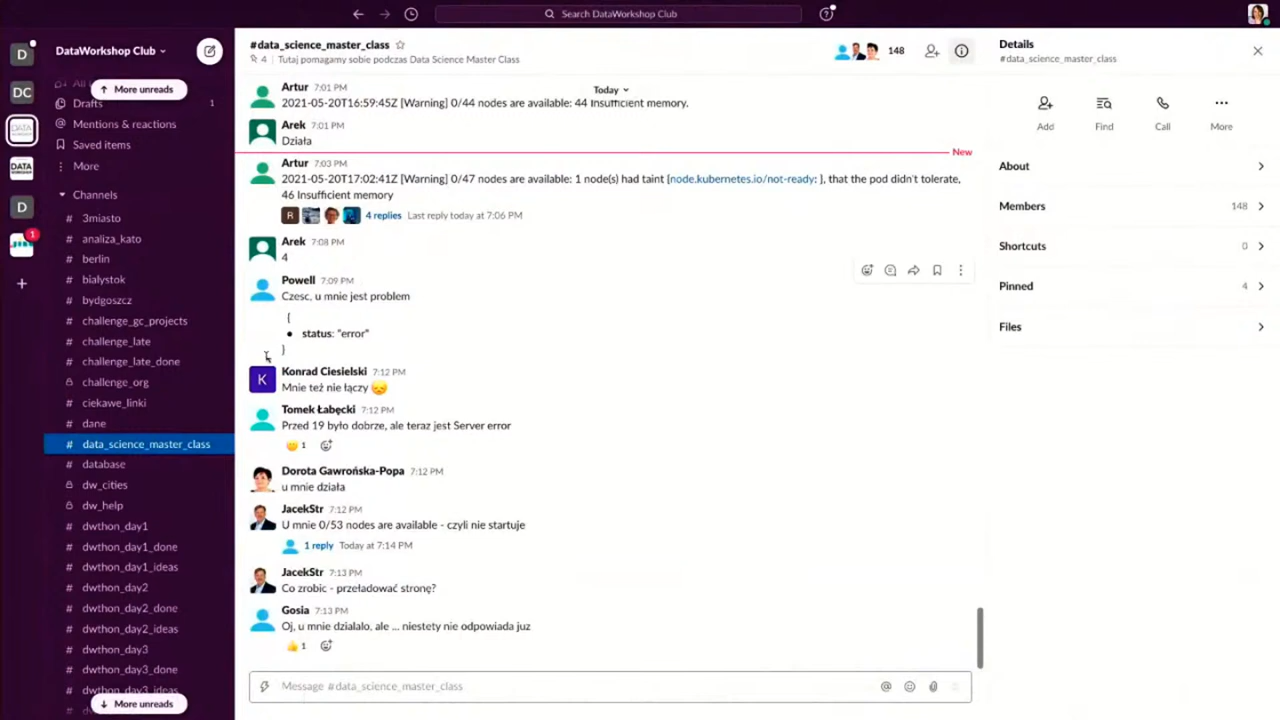 Search DataWorkshop Club
D
DC
DATA
D
1
DataWorkshop Club
More unreads
Drafts
1
Mentions & reactions
Saved items
More
Channels
# 3miasto
# analiza_kato
# berlin
# białystok
# bydgoszcz
# challenge_gc_projects
# challenge_late
# challenge_late_done
challenge_org
# ciekawe_linki
# dane
# data_science_master_class
# database
dw_cities
dw_help
# dwthon_day1
# dwthon_day1_done
# dwthon_day1_ideas
# dwthon_day2
# dwthon_day2_done
# dwthon_day2_ideas
# dwthon_day3
# dwthon_day3_done
# dwthon_day3_ideas
More unreads
#data_science_master_class
4 | Tutaj pomagamy sobie podczas Data Science Master Class
148
Today
Artur 7:01 PM
2021-05-20T16:59:45Z [Warning] 0/44 nodes are available: 44 Insufficient memory.
Arek 7:01 PM
Działa
New
Artur 7:03 PM
2021-05-20T17:02:41Z [Warning] 0/47 nodes are available: 1 node(s) had taint {node.kubernetes.io/not-ready: }, that the pod didn't tolerate,
46 Insufficient memory
R
4 replies Last reply today at 7:06 PM
Arek 7:08 PM
4
Powell 7:09 PM
Czesc, u mnie jest problem
{
• status: "error"
}
K
Konrad Ciesielski 7:12 PM
Mnie też nie łączy 😞
Tomek Łabęcki 7:12 PM
Przed 19 było dobrze, ale teraz jest Server error
1
Dorota Gawrońska-Popa 7:12 PM
u mnie działa
JacekStr 7:12 PM
U mnie 0/53 nodes are available - czyli nie startuje
1 reply Today at 7:14 PM
JacekStr 7:13 PM
Co zrobic - przeładować stronę?
Gosia 7:13 PM
Oj, u mnie dzialalo, ale ... niestety nie odpowiada juz
👍 1
Message #data_science_master_class
Details
#data_science_master_class
Add
Find
Call
More
About
Members 148
Shortcuts 0
Pinned 4
Files